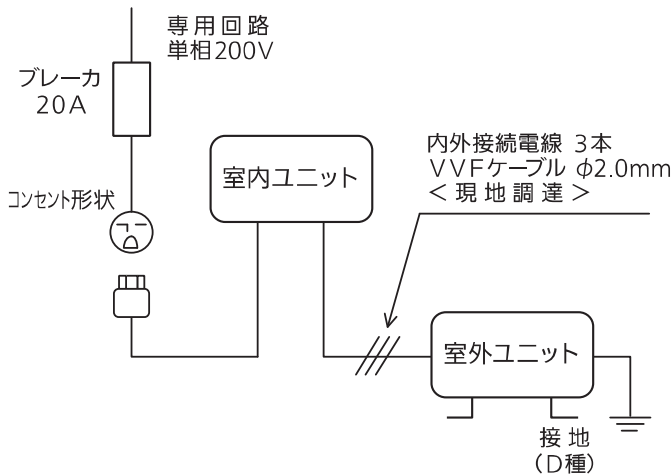 専用回路
単相200V
ブレーカ
20A
コンセント形状
室内ユニット
内外接続電線 3本
VVFケーブル φ2.0mm
<現地調達>
室外ユニット
接地
(D種)